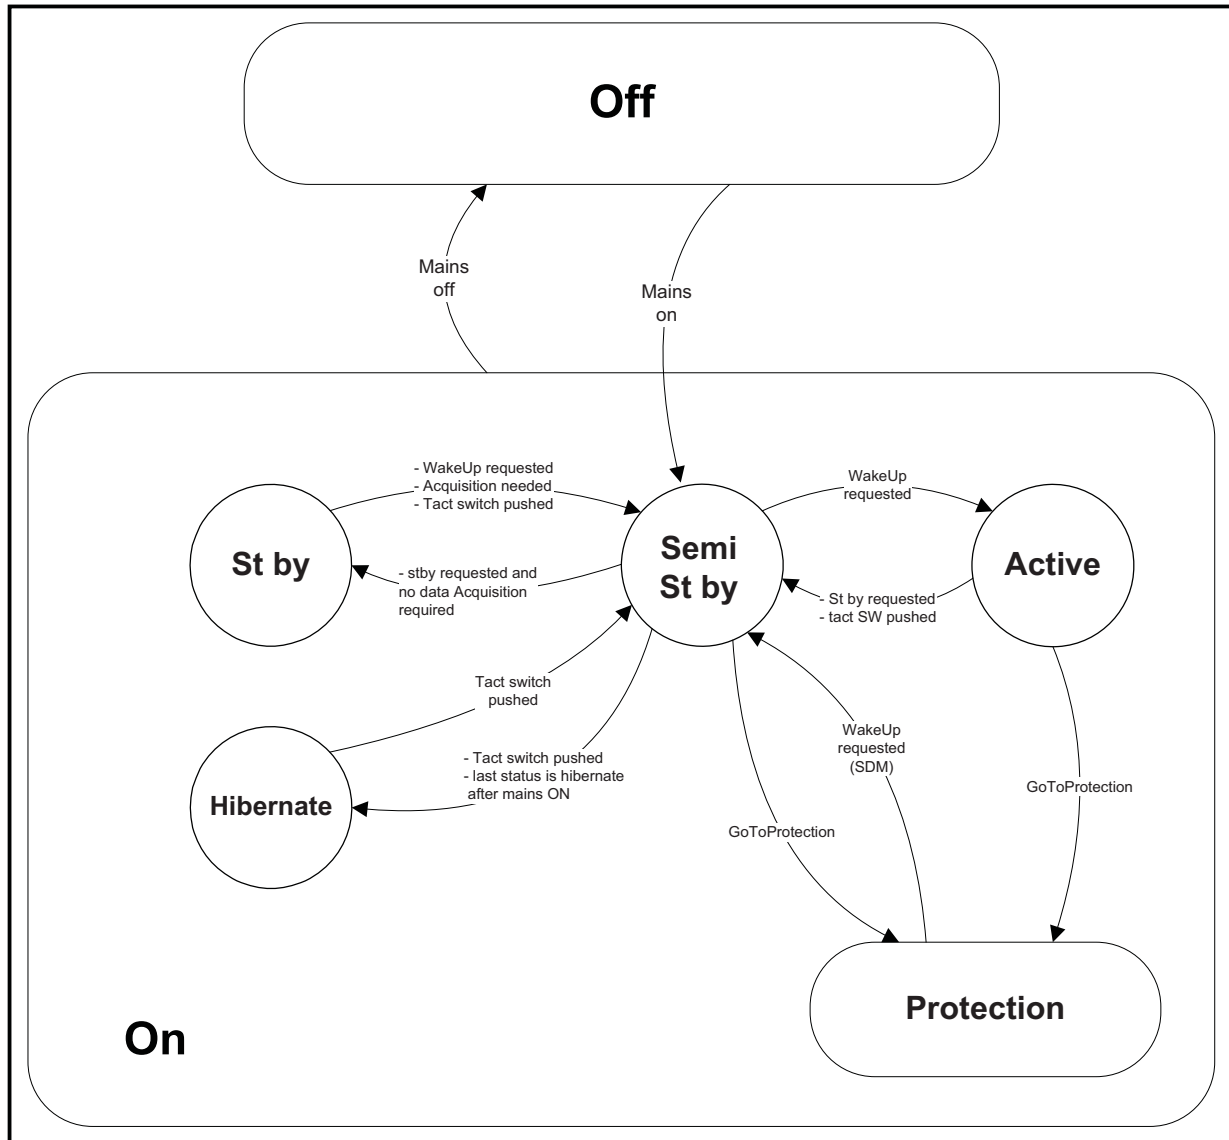 Off
Mains
off
Mains
on
- WakeUp requested
- Acquisition needed
- Tact switch pushed
WakeUp
requested
St by
Semi
St by
Active
- stby requested and
no data Acquisition
required
- St by requested
- tact SW pushed
Tact switch
pushed
WakeUp
requested
(SDM)
- Tact switch pushed
- last status is hibernate
after mains ON
Hibernate
GoToProtection
GoToProtection
Protection
On